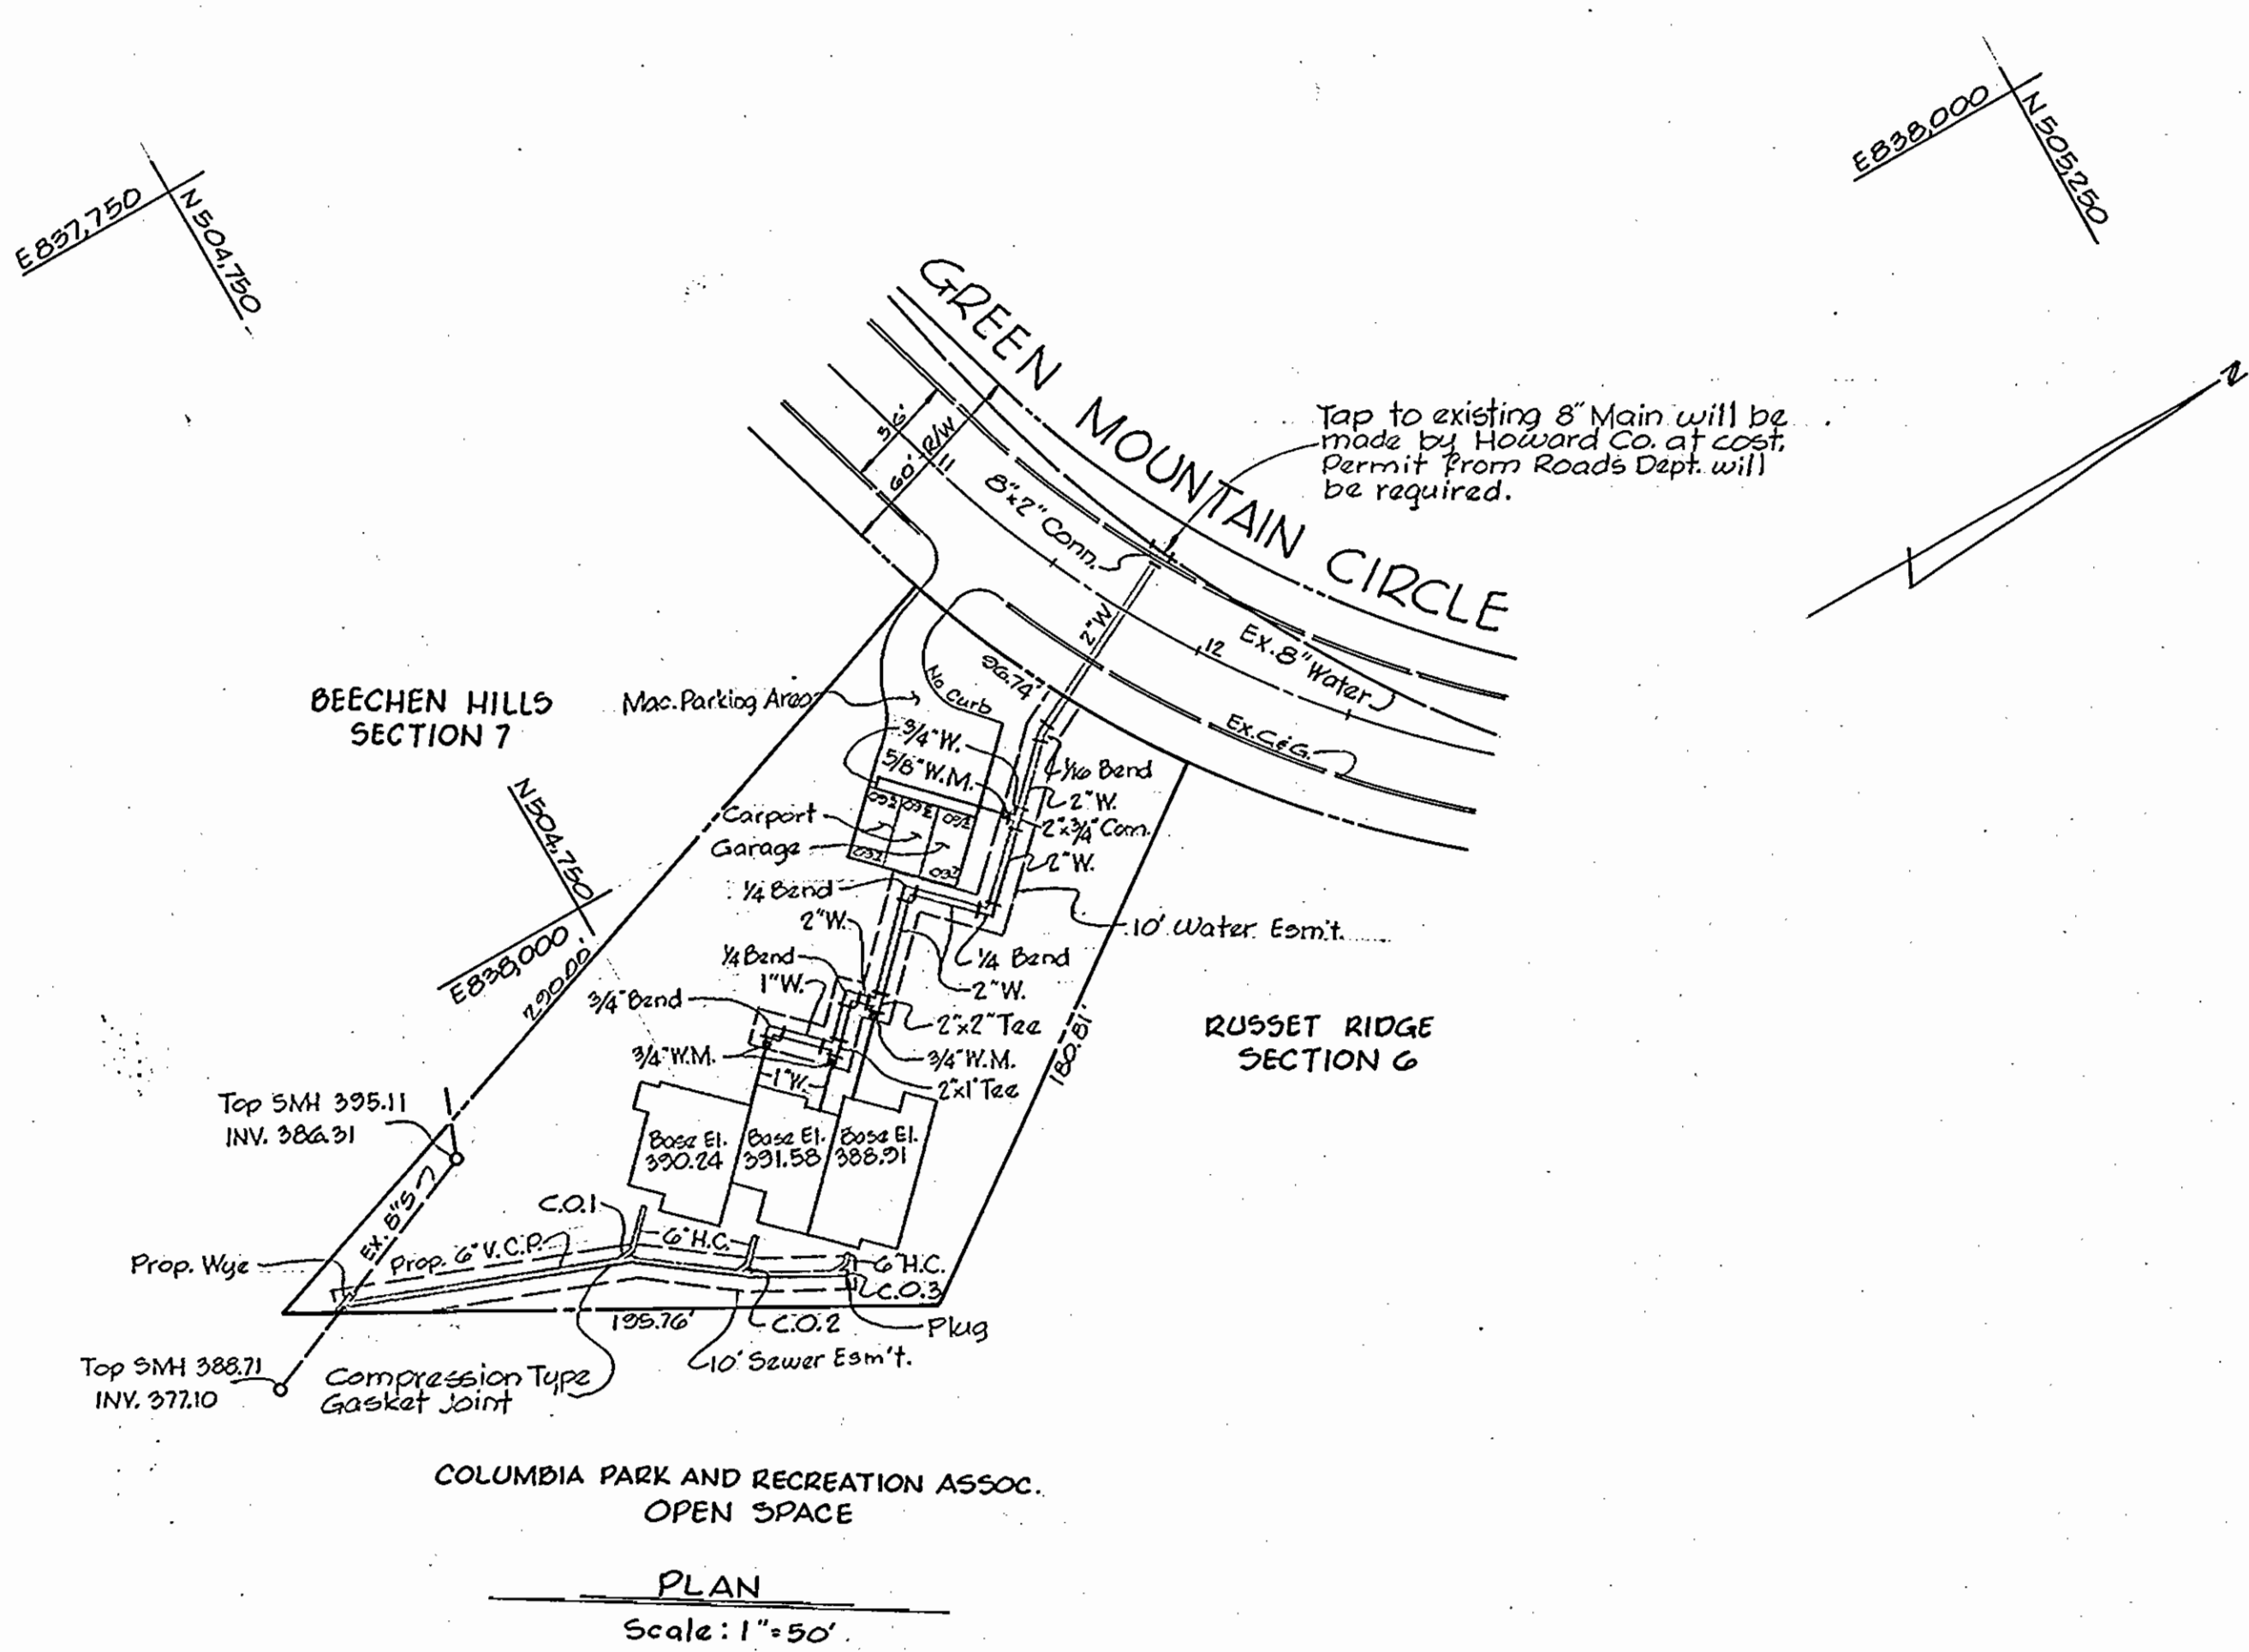 E838,000
N505,250
E837,750
N504,750
GREEN MOUNTAIN CIRCLE
N
Tap to existing 8" Main will be
made by Howard Co. at cost.
Permit from Roads Dept. will
be required.
36'
60' R/W
11
8"x2" Conn.
2"W.
12
Ex. 8" Water
Ex. C&G.
96.74'
No Curb
BEECHEN HILLS
SECTION 7
Mac. Parking Area
3/4"W.
5/8"W.M.
1/16 Bend
2"W.
2"x3/4" Conn.
2"W.
Carport
Garage
N504,750
E838,000
290.00'
1/4 Bend
2"W.
10' Water Esm't.
1/4 Bend
1/4 Bend
1"W.
2"W.
3/4" Bend
2"x2" Tee
3/4"W.M.
3/4"W.M.
1"W.
2"x1" Tee
180.81'
RUSSET RIDGE
SECTION 6
Top SMH 395.11
INV. 386.31
Base El.
390.24
Base El.
391.58
Base El.
388.91
C.O.1
6"H.C.
Ex. 8"S
Prop. 6" V.C.P.
Prop. Wye
6"H.C.
C.O.3
195.76'
C.O.2
Plug
10' Sewer Esm't.
Top SMH 388.71
INV. 377.10
Compression Type
Gasket Joint
COLUMBIA PARK AND RECREATION ASSOC.
OPEN SPACE
PLAN
Scale: 1"=50'.